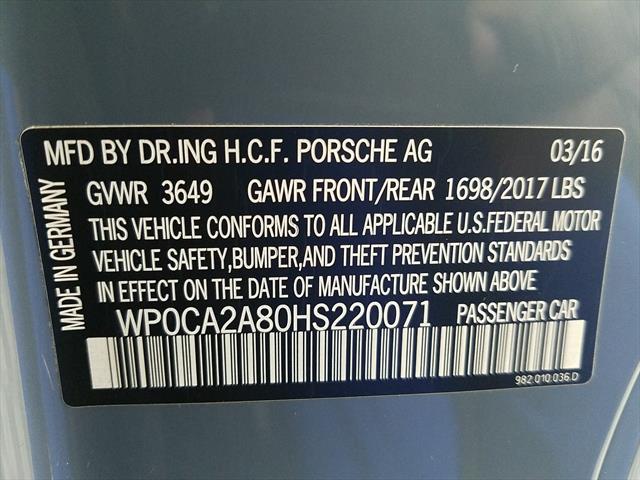 MFD BY DR.ING H.C.F. PORSCHE AG 03/16
GVWR 3649 GAWR FRONT/REAR 1698/2017 LBS
THIS VEHICLE CONFORMS TO ALL APPLICABLE U.S.FEDERAL MOTOR
VEHICLE SAFETY,BUMPER,AND THEFT PREVENTION STANDARDS
IN EFFECT ON THE DATE OF MANUFACTURE SHOWN ABOVE
WP0CA2A80HS220071 PASSENGER CAR
982 010 036 D
MADE IN GERMANY